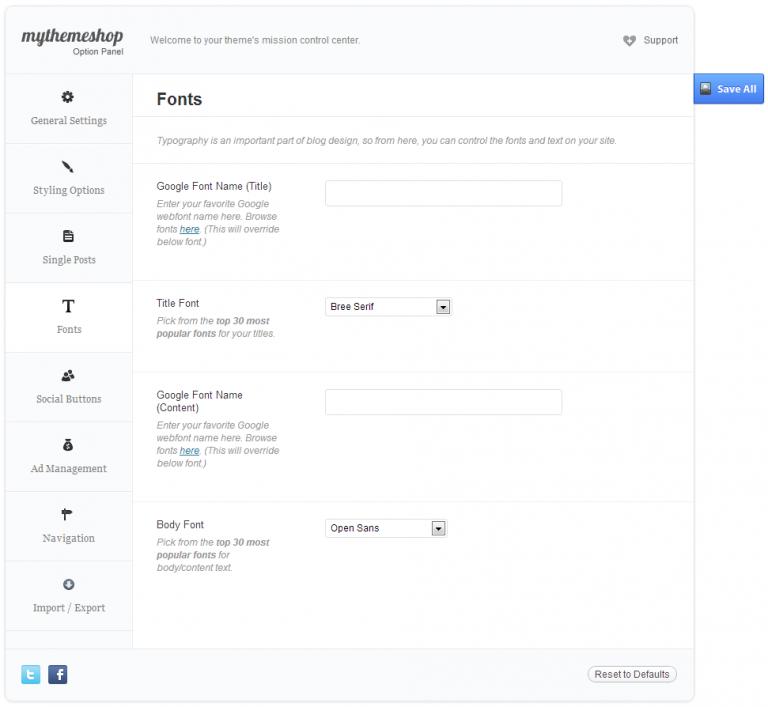 mythemeshop
Option Panel
Welcome to your theme's mission control center.
Support
Save All
General Settings
Styling Options
Single Posts
Fonts
Social Buttons
Ad Management
Navigation
Import / Export
Fonts
Typography is an important part of blog design, so from here, you can control the fonts and text on your site.
Google Font Name (Title)
Enter your favorite Google
webfont name here. Browse
fonts here. (This will override
below font.)
Title Font
Pick from the top 30 most
popular fonts for your titles.
Bree Serif
Google Font Name
(Content)
Enter your favorite Google
webfont name here. Browse
fonts here. (This will override
below font.)
Body Font
Pick from the top 30 most
popular fonts for
body/content text.
Open Sans
t
f
Reset to Defaults